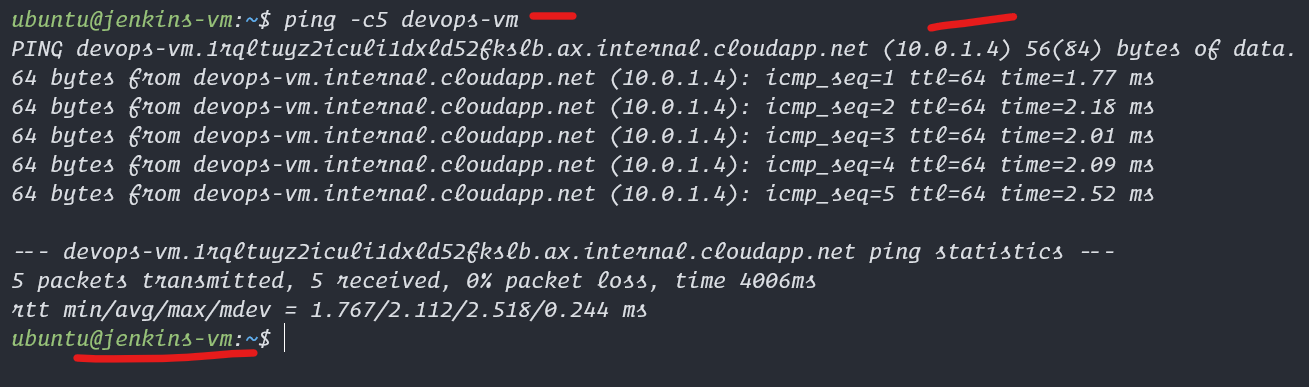 ubuntu@jenkins-vm:~$ ping -c5 devops-vm
PING devops-vm.1rqltuyz2iculi1dxld52fkslb.ax.internal.cloudapp.net (10.0.1.4) 56(84) bytes of data.
64 bytes from devops-vm.internal.cloudapp.net (10.0.1.4): icmp_seq=1 ttl=64 time=1.77 ms
64 bytes from devops-vm.internal.cloudapp.net (10.0.1.4): icmp_seq=2 ttl=64 time=2.18 ms
64 bytes from devops-vm.internal.cloudapp.net (10.0.1.4): icmp_seq=3 ttl=64 time=2.01 ms
64 bytes from devops-vm.internal.cloudapp.net (10.0.1.4): icmp_seq=4 ttl=64 time=2.09 ms
64 bytes from devops-vm.internal.cloudapp.net (10.0.1.4): icmp_seq=5 ttl=64 time=2.52 ms
--- devops-vm.1rqltuyz2iculi1dxld52fkslb.ax.internal.cloudapp.net ping statistics ---
5 packets transmitted, 5 received, 0% packet loss, time 4006ms
rtt min/avg/max/mdev = 1.767/2.112/2.518/0.244 ms
ubuntu@jenkins-vm:~$